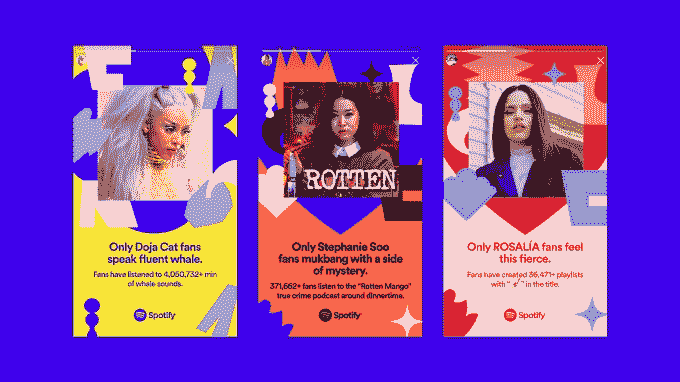 Only Doja Cat fans
speak fluent whale.
Fans have listened to 4,060,732+ min
of whale sounds.
Spotify
ROTTEN
Only Stephanie Soo
fans mukbang with a side
of mystery.
371,662+ fans listen to the "Rotten Mango"
true crime podcast around dinnertime.
Spotify
Only ROSALÍA fans feel
this fierce.
Fans have created 36,471+ playlists
with " " in the title.
Spotify